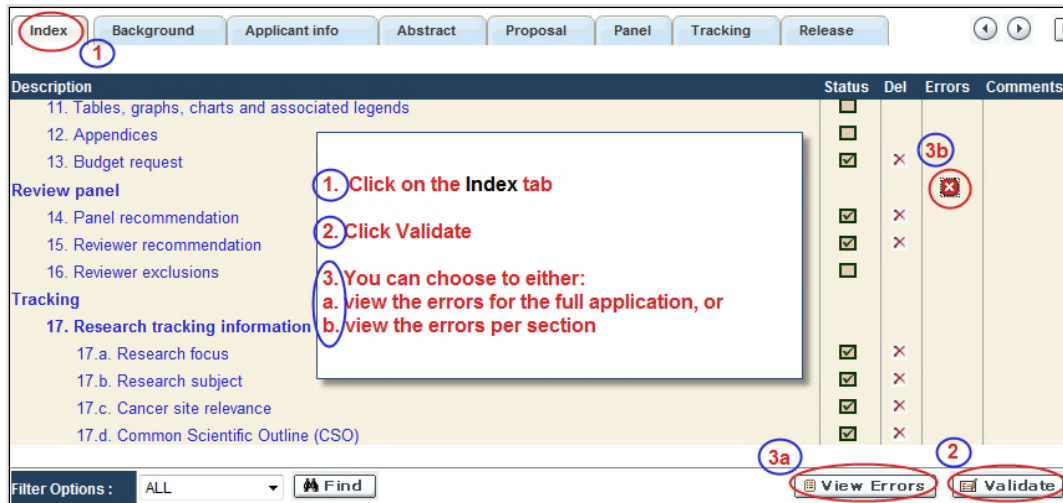 Index Background Applicant info Abstract Proposal Panel Tracking Release
1
Description Status Del Errors Comments
11. Tables, graphs, charts and associated legends
12. Appendices
13. Budget request
3b
Review panel
14. Panel recommendation
15. Reviewer recommendation
16. Reviewer exclusions
Tracking
17. Research tracking information
17.a. Research focus
17.b. Research subject
17.c. Cancer site relevance
17.d. Common Scientific Outline (CSO)
1. Click on the Index tab
2. Click Validate
3. You can choose to either:
a. view the errors for the full application, or
b. view the errors per section
3a 2
Filter Options : ALL Find View Errors Validate